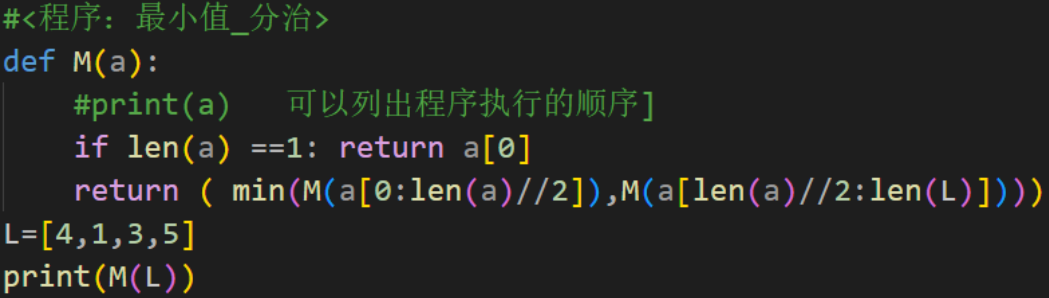 #<程序：最小值_分治>
def M(a):
    #print(a)   可以列出程序执行的顺序]
    if len(a) ==1: return a[0]
    return ( min(M(a[0:len(a)//2]),M(a[len(a)//2:len(L)])))
L=[4,1,3,5]
print(M(L))